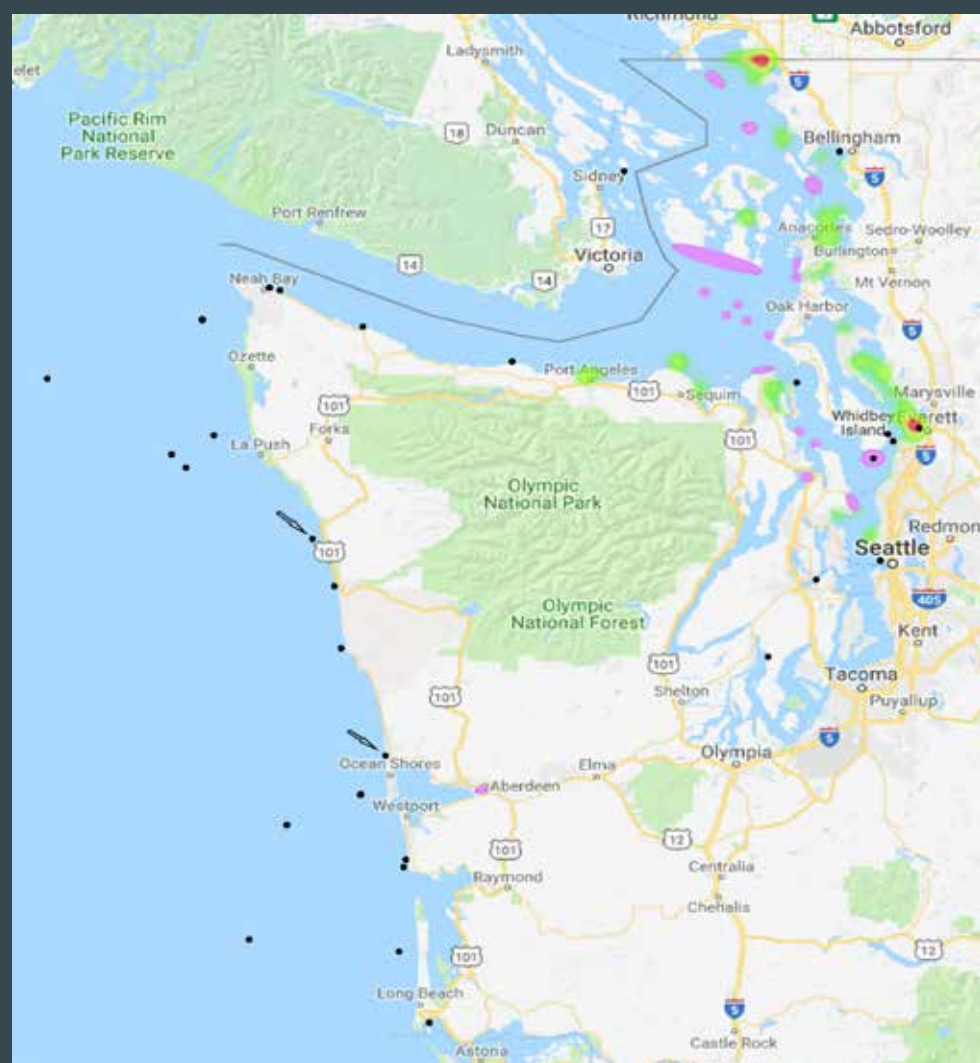 Richmond
Abbotsford
elet
Ladysmith
5
Pacific Rim
National
Park Reserve
18
Duncan
Bellingham
Sidney
5
Port Renfrew
17
Anacortes
Sedro-Woolley
Victoria
Burlington
14
14
Mt Vernon
Neah Bay
Oak Harbor
5
Ozette
Port Angeles
101
Sequim
Marysville
101
Whidbey
Island
Everett
La Push
Forks
101
5
Olympic
National Park
Redmon
101
Seattle
Olympic
National Forest
405
Kent
101
Tacoma
Shelton
Puyallup
101
5
Olympia
Ocean Shores
Elma
Aberdeen
Westport
12
101
Centralia
Raymond
Chehalis
101
12
Long Beach
5
Castle Rock
Astoria